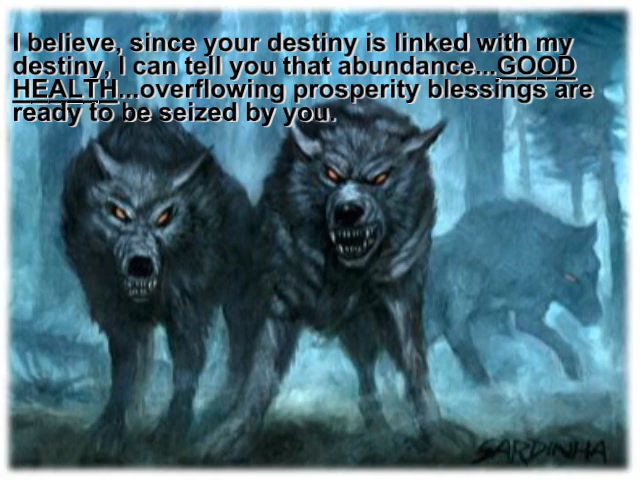 I believe, since your destiny is linked with my
destiny, I can tell you that abundance...GOOD
HEALTH...overflowing prosperity blessings are
ready to be seized by you.
SARDINHA